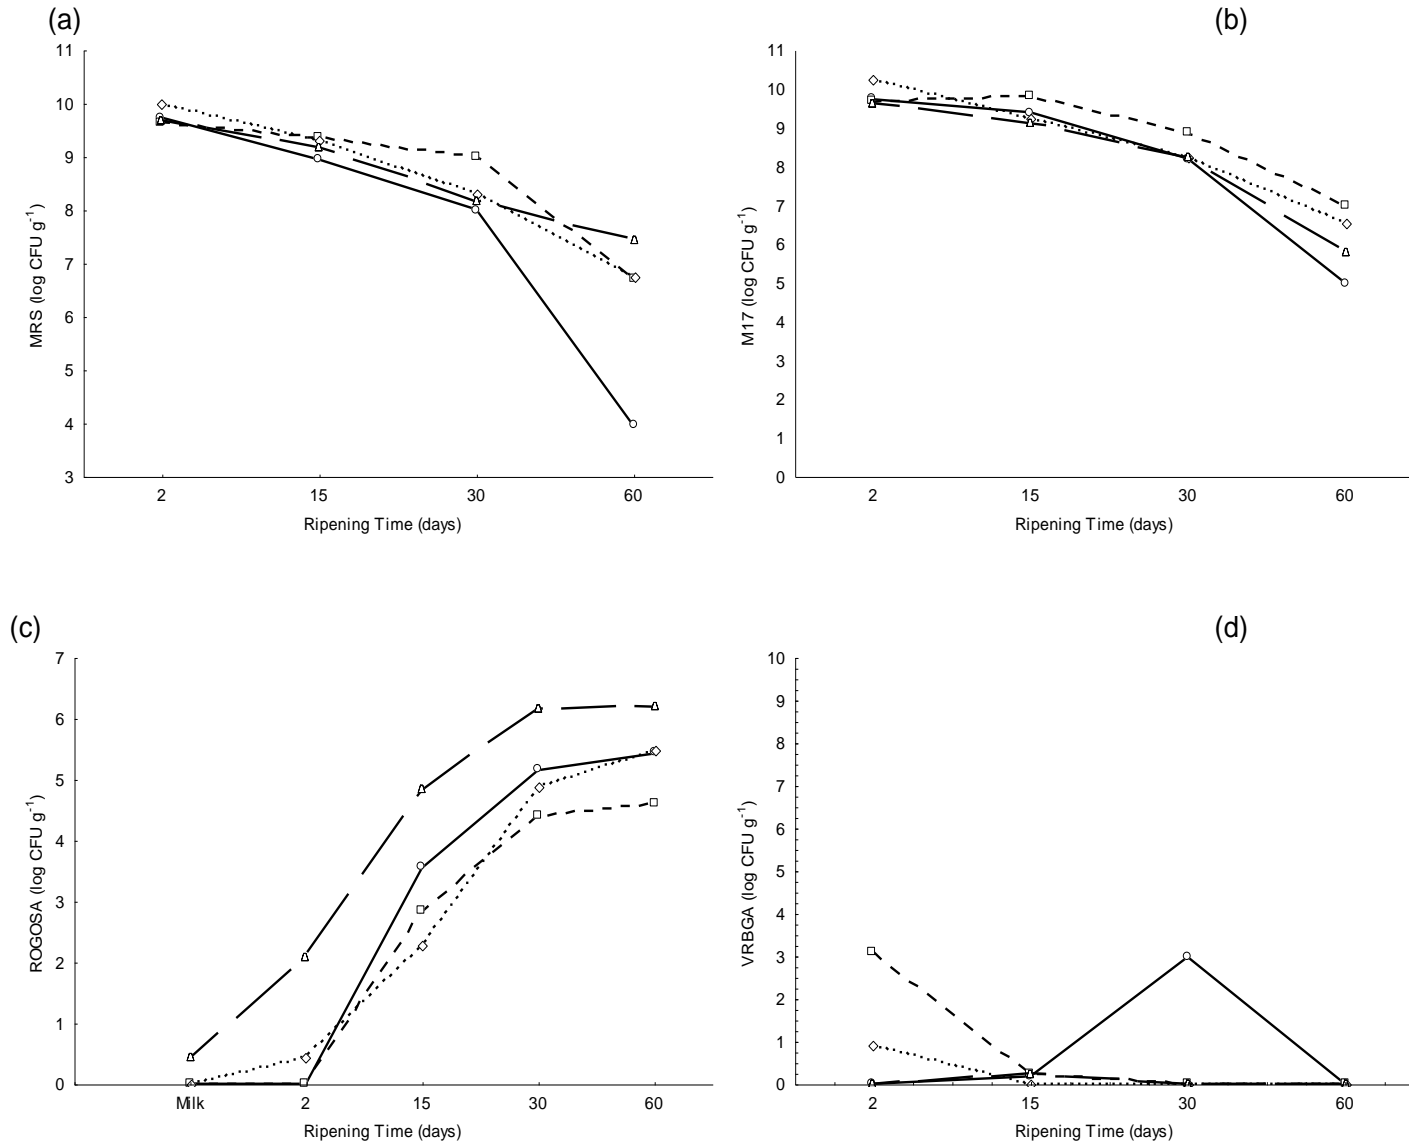 (a)
11
10
9
8
7
6
5
4
3
MRS (log CFU g-1)
2 15 30 60
Ripening Time (days)
(b)
11
10
9
8
7
6
5
4
3
2
1
0
M17 (log CFU g-1)
2 15 30 60
Ripening Time (days)
(c)
7
6
5
4
3
2
1
0
ROGOSA (log CFU g-1)
Milk 2 15 30 60
Ripening Time (days)
(d)
10
9
8
7
6
5
4
3
2
1
0
VRBGA (log CFU g-1)
2 15 30 60
Ripening Time (days)